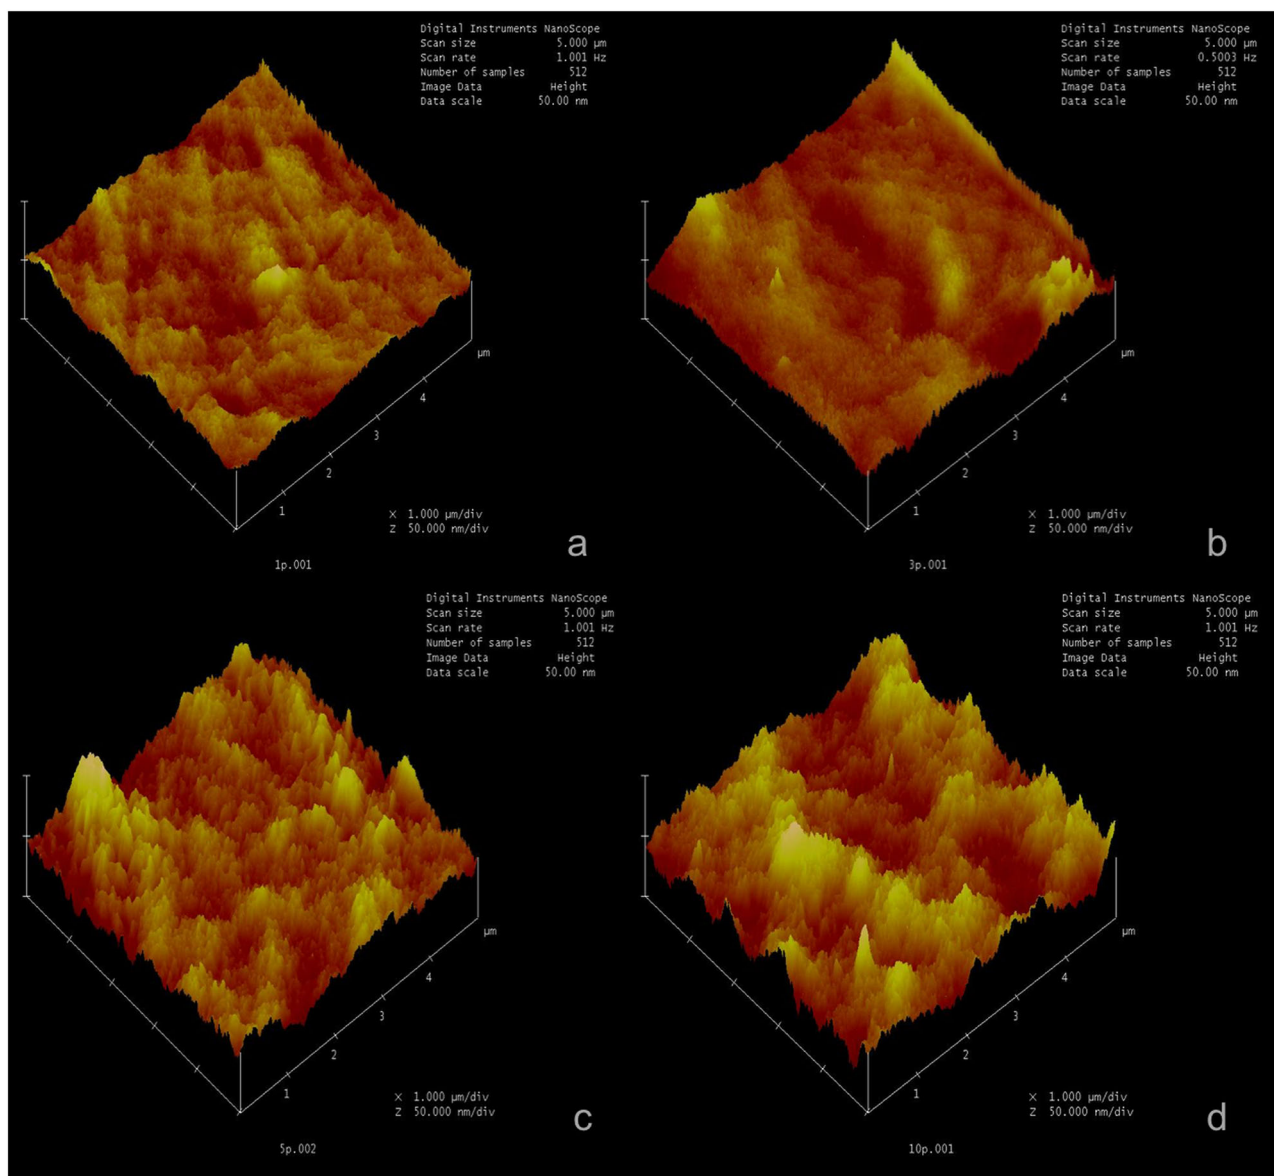 Digital Instruments NanoScope
Scan size 5.000 µm
Scan rate 1.001 Hz
Number of samples 512
Image Data Height
Data scale 50.00 nm
µm
4
3
2
1
X 1.000 µm/div
Z 50.000 nm/div
a
1p.001
Digital Instruments NanoScope
Scan size 5.000 µm
Scan rate 0.5003 Hz
Number of samples 512
Image Data Height
Data scale 50.00 nm
µm
4
3
2
1
X 1.000 µm/div
Z 50.000 nm/div
b
3p.001
Digital Instruments NanoScope
Scan size 5.000 µm
Scan rate 1.001 Hz
Number of samples 512
Image Data Height
Data scale 50.00 nm
µm
4
3
2
1
X 1.000 µm/div
Z 50.000 nm/div
c
5p.002
Digital Instruments NanoScope
Scan size 5.000 µm
Scan rate 1.001 Hz
Number of samples 512
Image Data Height
Data scale 50.00 nm
µm
4
3
2
1
X 1.000 µm/div
Z 50.000 nm/div
d
10p.001